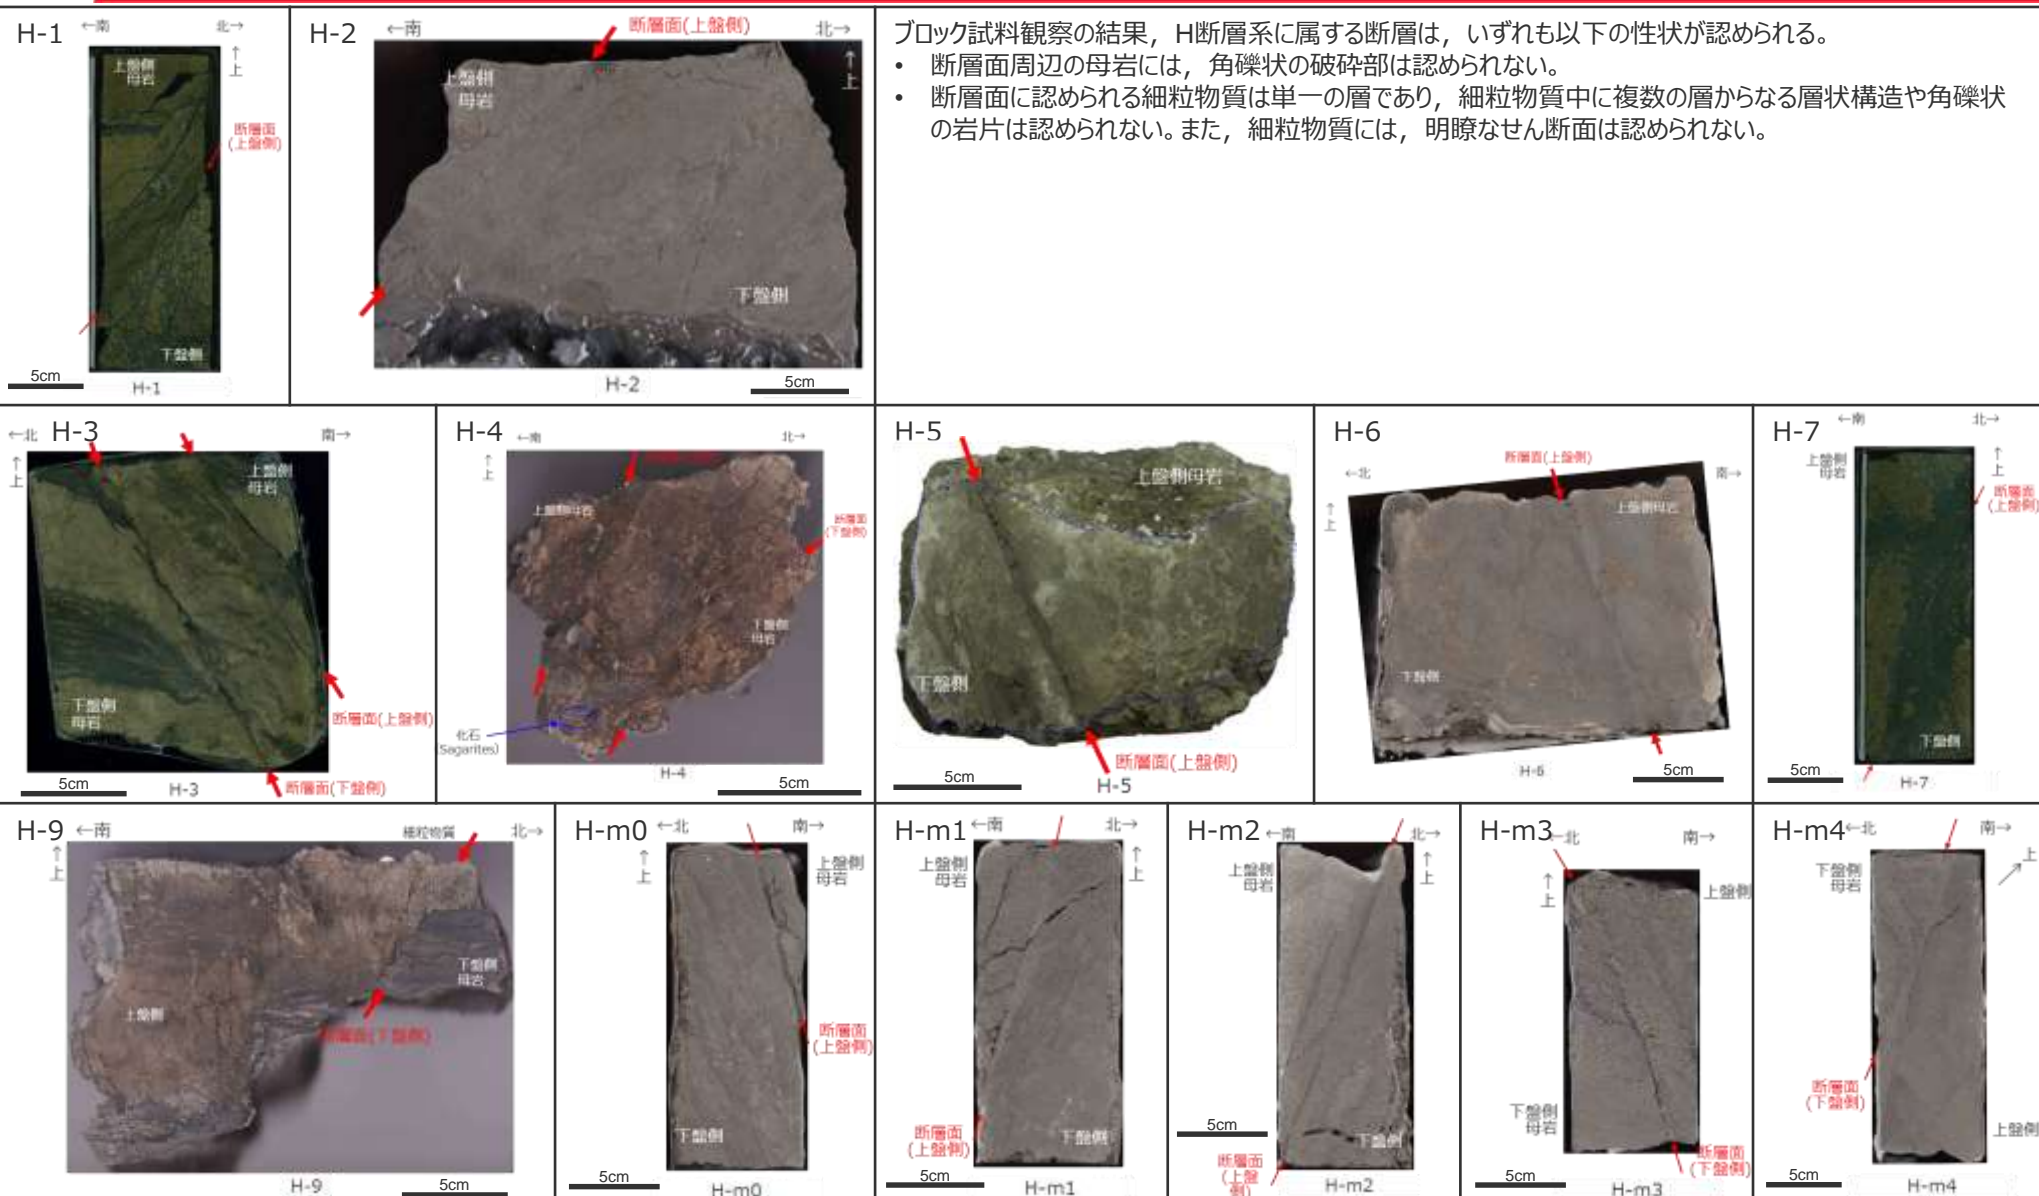 H-1
←南
北→
↑
上
上盤側
母岩
断層面
(上盤側)
下盤側
5cm
H-1
H-2
←南
断層面(上盤側)
北→
↑
上
上盤側
母岩
下盤側
H-2
5cm
ブロック試料観察の結果，H断層系に属する断層は，いずれも以下の性状が認められる。
• 断層面周辺の母岩には，角礫状の破砕部は認められない。
• 断層面に認められる細粒物質は単一の層であり，細粒物質中に複数の層からなる層状構造や角礫状
の岩片は認められない。また，細粒物質には，明瞭なせん断面は認められない。
H-3
←北
南→
↑
上
上盤側
母岩
下盤側
母岩
断層面(上盤側)
断層面(下盤側)
5cm
H-3
H-4
←南
北→
↑
上
上盤側母岩
断層面
(下盤側)
下盤側
母岩
化石
(Sagarites)
H-4
5cm
H-5
上盤側母岩
下盤側
断層面(上盤側)
5cm
H-5
H-6
←北
断層面(上盤側)
南→
↑
上
上盤側母岩
下盤側
H-6
5cm
H-7
←南
北→
上盤側
母岩
↑
上
断層面
(上盤側)
下盤側
5cm
H-7
H-9
←南
細粒物質
北→
↑
上
下盤側
母岩
上盤側
断層面(下盤側)
H-9
5cm
H-m0
←北
南→
↑
上
上盤側
母岩
断層面
(上盤側)
下盤側
5cm
H-m0
H-m1
←南
北→
上盤側
母岩
↑
上
断層面
(上盤側)
下盤側
5cm
H-m1
H-m2
←南
北→
上盤側
母岩
↑
上
5cm
下盤側
断層面
(上盤
側)
H-m2
H-m3
←北
南→
↑
上
上盤側
下盤側
母岩
断層面
(下盤側)
5cm
H-m3
H-m4
←北
南→
下盤側
母岩
上
↗
断層面
(下盤側)
上盤側
5cm
H-m4